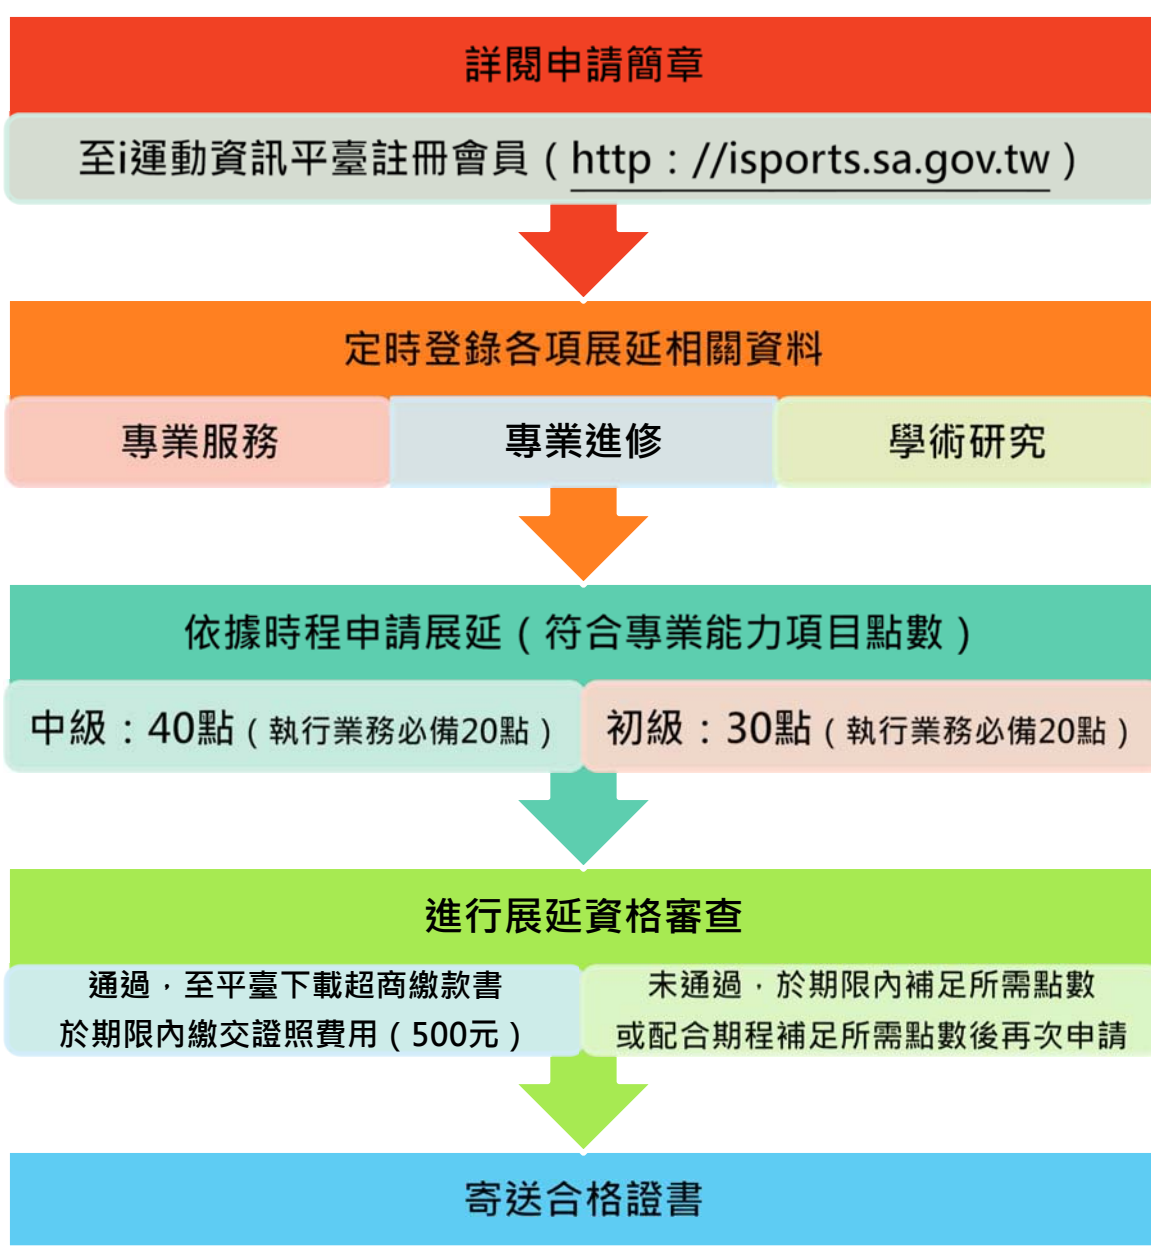 詳閱申請簡章
至i運動資訊平臺註冊會員（http：//isports.sa.gov.tw）
定時登錄各項展延相關資料
專業服務
專業進修
學術研究
依據時程申請展延（符合專業能力項目點數）
中級：40點（執行業務必備20點）
初級：30點（執行業務必備20點）
進行展延資格審查
通過，至平臺下載超商繳款書
於期限內繳交證照費用（500元）
未通過，於期限內補足所需點數
或配合期程補足所需點數後再次申請
寄送合格證書